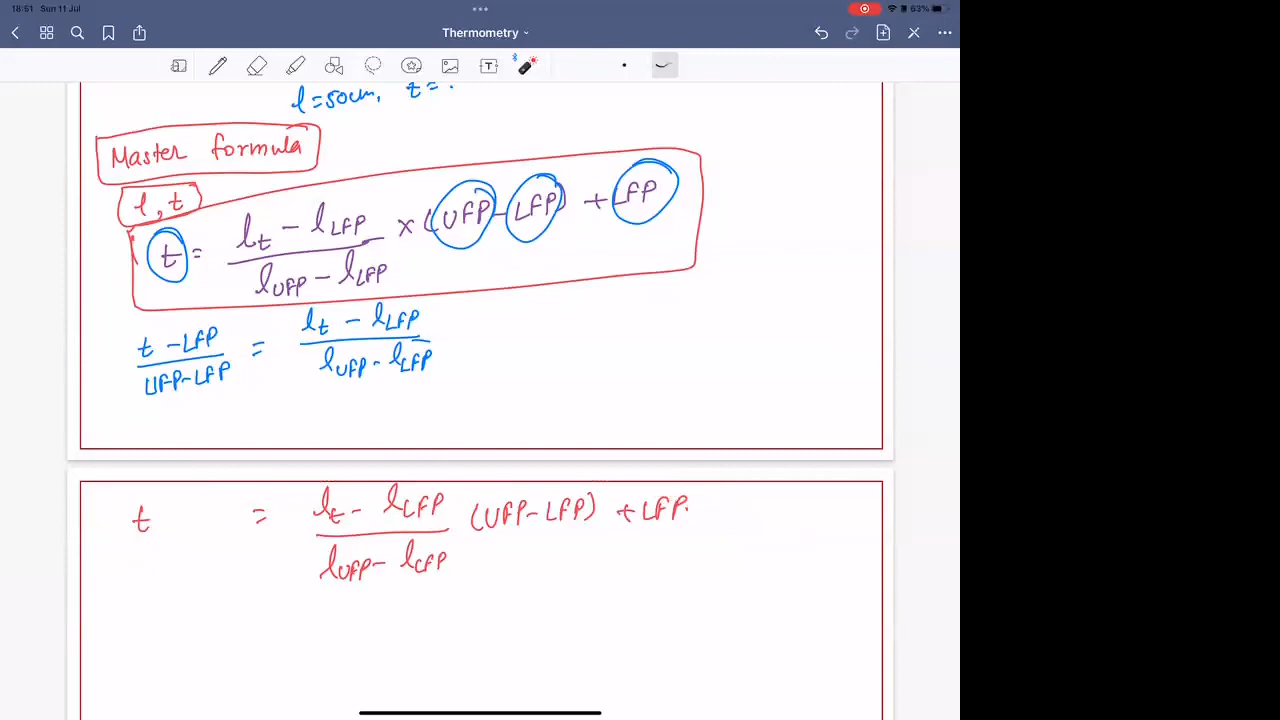 18:51 Sun 11 Jul
63%
Thermometry
l = 50cm, t = ?
Master formula
l, t
t = (l_t - l_LFP) / (l_UFP - l_LFP) × (UFP - LFP) + LFP
(t - LFP) / (UFP - LFP) = (l_t - l_LFP) / (l_UFP - l_LFP)
t = (l_t - l_LFP) / (l_UFP - l_LFP) (UFP - LFP) + LFP.